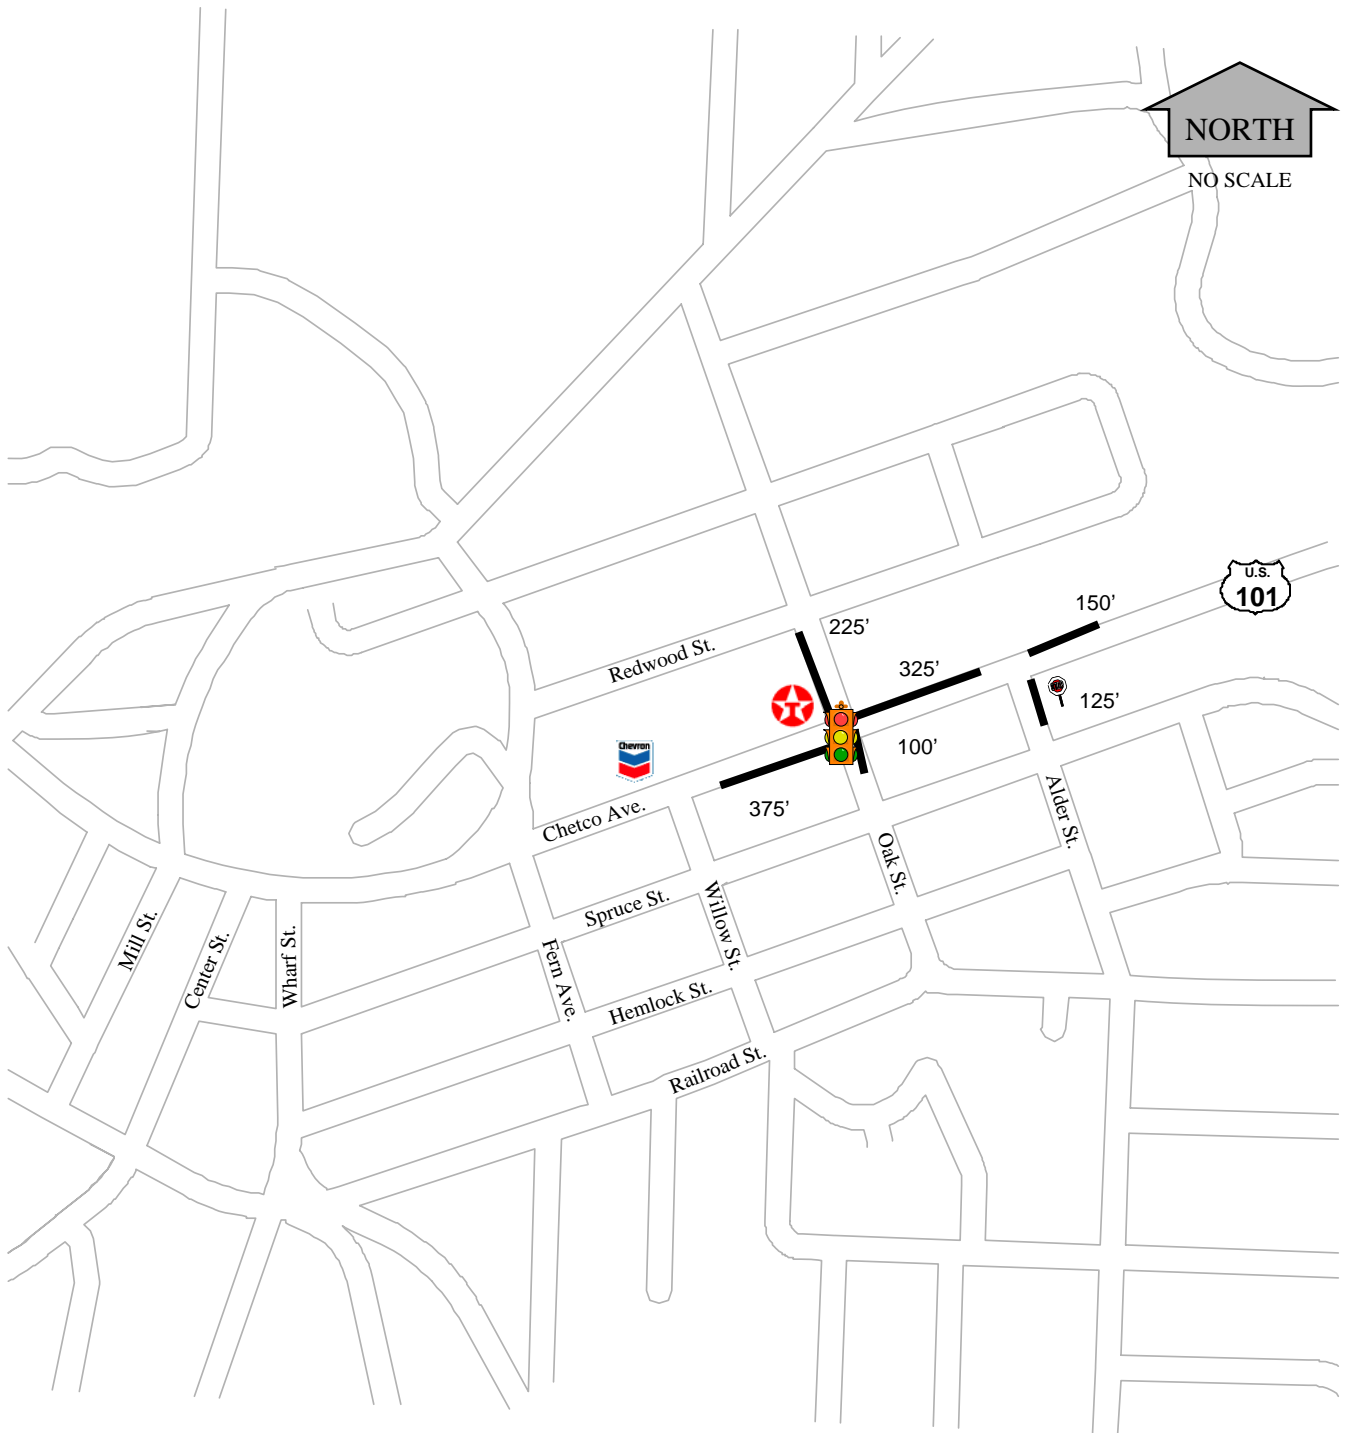 NORTH
NO SCALE
U.S.
101
150’
225’
Redwood St.
325’
125’
Chevron
100’
375’
Chetco Ave.
Alder St.
Oak St.
Spruce St.
Willow St.
Mill St.
Center St.
Wharf St.
Fern Ave.
Hemlock St.
Railroad St.
T